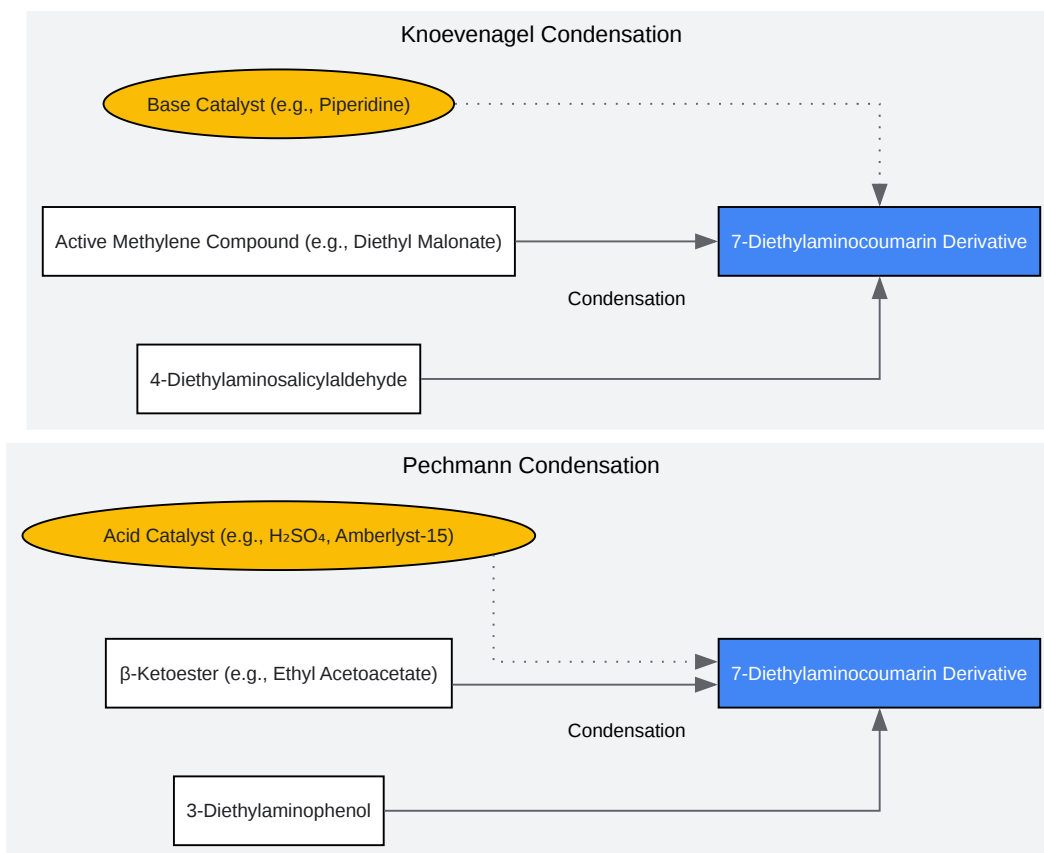 Knoevenagel Condensation
Base Catalyst (e.g., Piperidine)
Active Methylene Compound (e.g., Diethyl Malonate)
7-Diethylaminocoumarin Derivative
Condensation
4-Diethylaminosalicylaldehyde
Pechmann Condensation
Acid Catalyst (e.g., H₂SO₄, Amberlyst-15)
β-Ketoester (e.g., Ethyl Acetoacetate)
7-Diethylaminocoumarin Derivative
Condensation
3-Diethylaminophenol